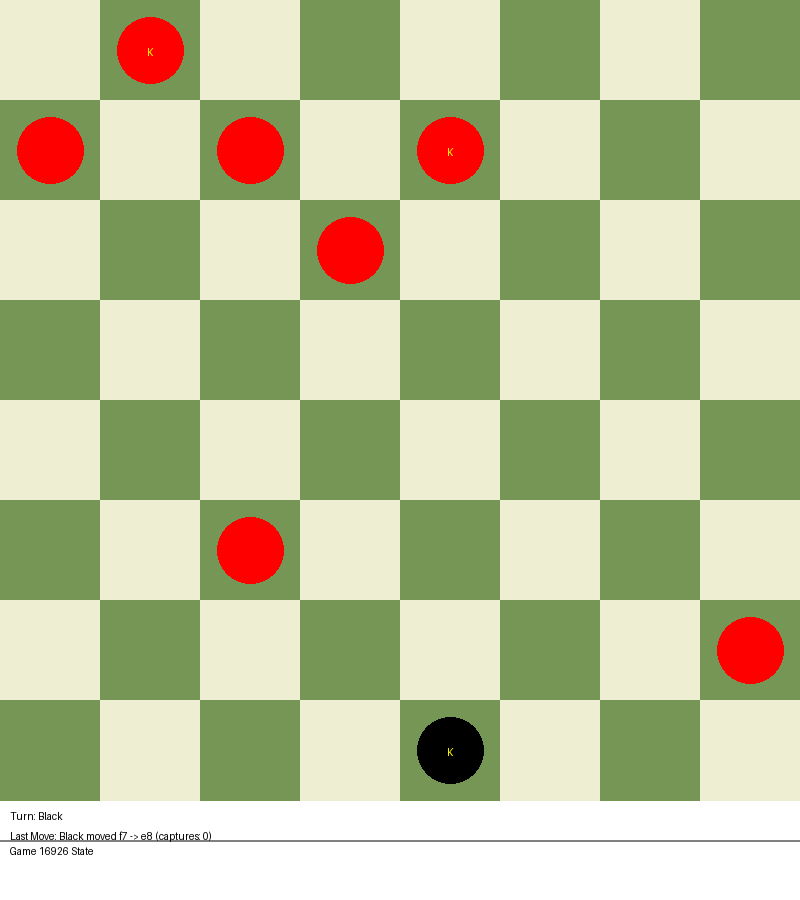 K
K
K
Turn: Black
Last Move: Black moved f7 -> e8 (captures: 0)
Game 16926 State